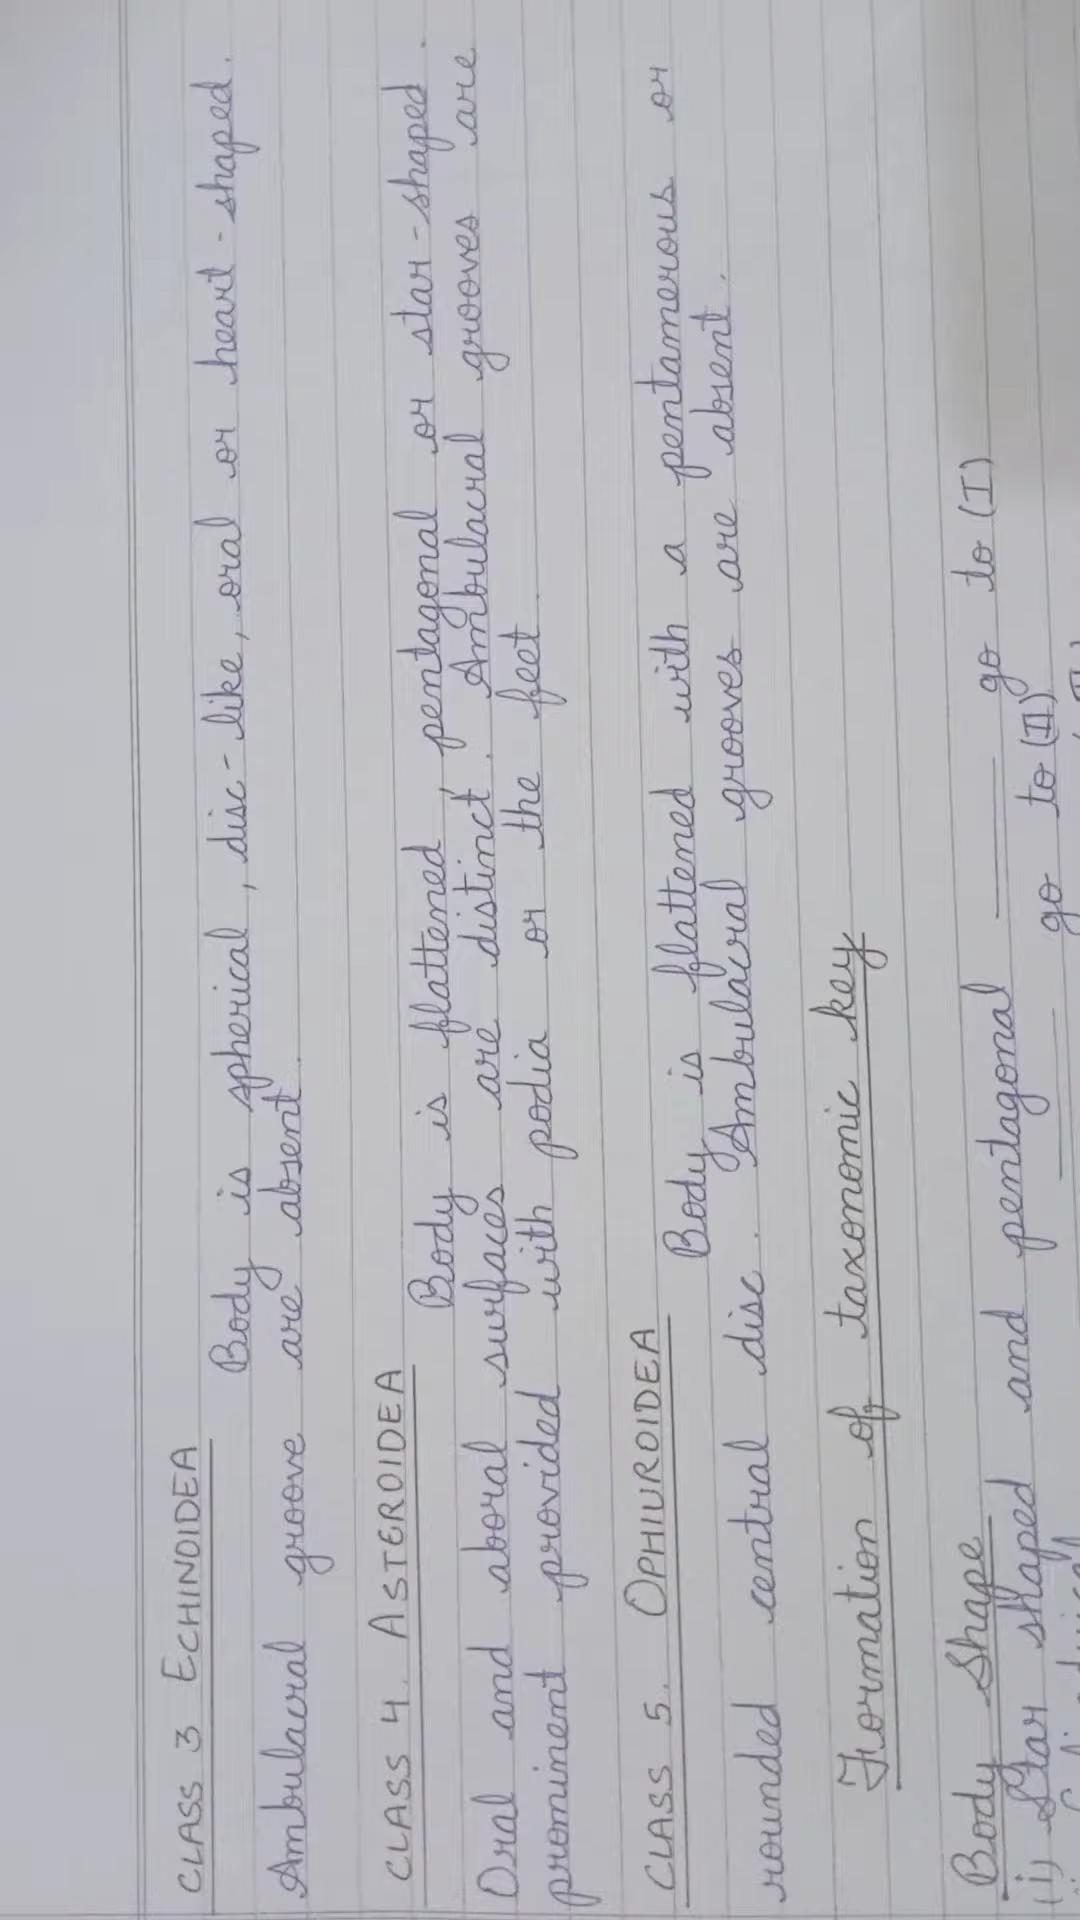 CLASS 3 ECHINOIDEA
Body is spherical, disc-like, oral or heart-shaped.
Ambulacral groove are absent.
CLASS 4. ASTEROIDEA
Body is flattened, pentagonal or star-shaped.
Oral and aboral surfaces are distinct. Ambulacral grooves are
prominent provided with podia or the feet.
CLASS 5. OPHIUROIDEA
Body is flattened with a pentamerous or
rounded central disc. Ambulacral grooves are absent.
Formation of taxonomic key
Body Shape
(i) Star shaped and pentagonal —— go to (I)
—— go to (II)